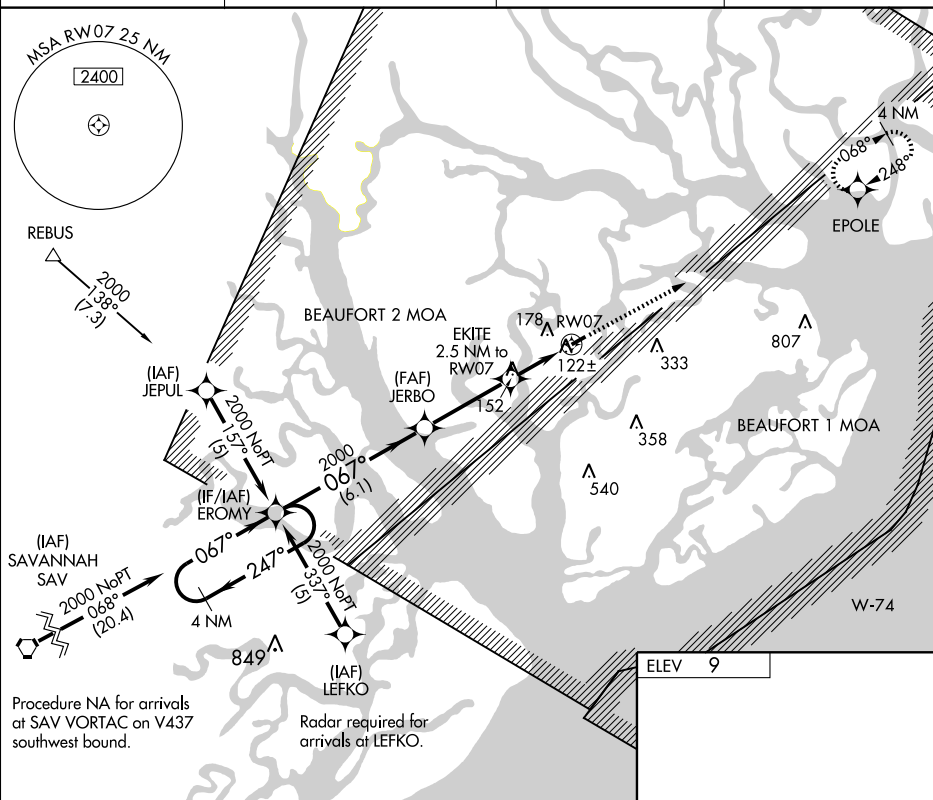 MSA RW07 25 NM
2400
4 NM
068°
248°
EPOLE
REBUS
2000
138°
(7.3)
BEAUFORT 2 MOA
178
RW07
122±
EKITE
2.5 NM to
RW07
152
333
807
(IAF)
JEPUL
(FAF)
JERBO
358
BEAUFORT 1 MOA
540
2000 NoPT
157°
(5)
2000
067°
(6.1)
(IF/IAF)
EROMY
067°
247°
4 NM
(IAF)
SAVANNAH
SAV
2000 NoPT
068°
(20.4)
2000 NoPT
337°
(5)
W-74
849
(IAF)
LEFKO
ELEV 9
Procedure NA for arrivals
at SAV VORTAC on V437
southwest bound.
Radar required for
arrivals at LEFKO.